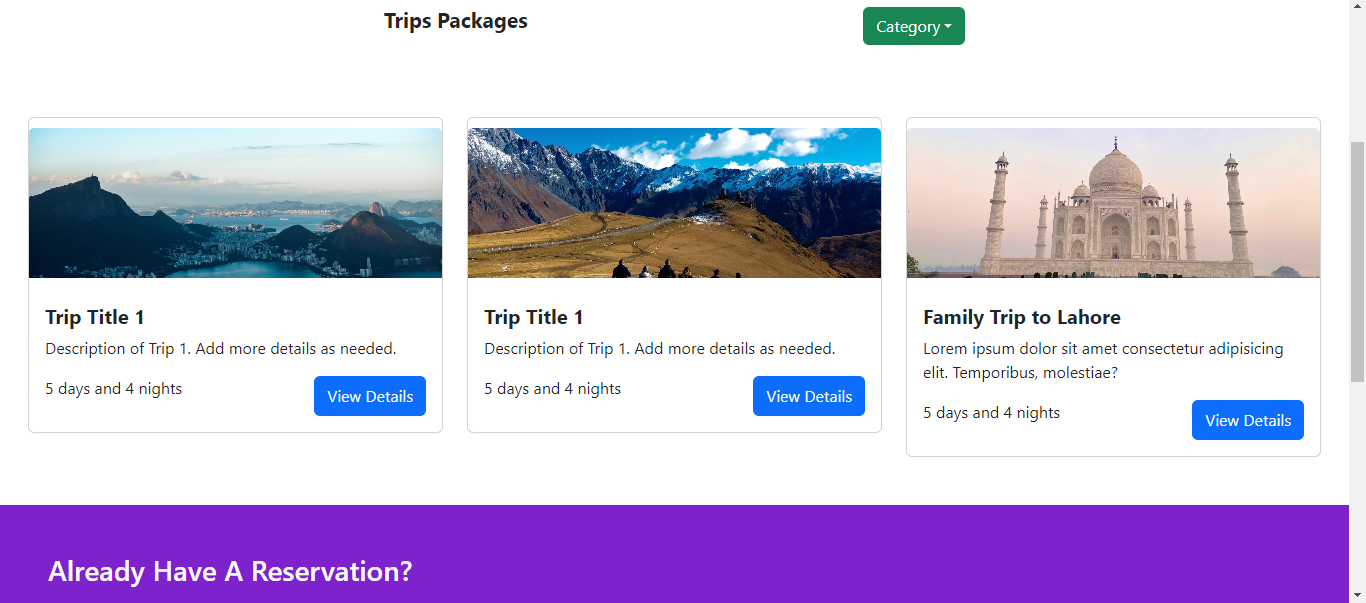 Trips Packages
Category
Trip Title 1
Description of Trip 1. Add more details as needed.
5 days and 4 nights
View Details
Trip Title 1
Description of Trip 1. Add more details as needed.
5 days and 4 nights
View Details
Family Trip to Lahore
Lorem ipsum dolor sit amet consectetur adipisicing
elit. Temporibus, molestiae?
5 days and 4 nights
View Details
Already Have A Reservation?